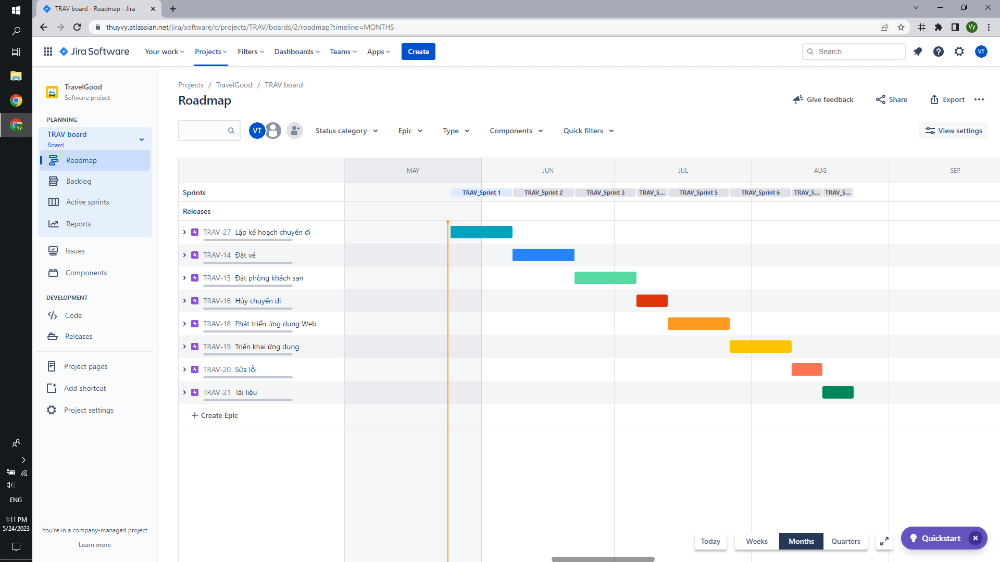 TRAV board - Roadmap - Jira
thuyvy.atlassian.net/jira/software/c/projects/TRAV/boards/2/roadmap?timeline=MONTHS
Vy
Jira Software
Your work
Projects
Filters
Dashboards
Teams
Apps
Create
Search
VT
TravelGood
Software project
PLANNING
TRAV board
Board
Roadmap
Backlog
Active sprints
Reports
Issues
Components
DEVELOPMENT
Code
Releases
Project pages
Add shortcut
Project settings
You're in a company-managed project
Learn more
Projects / TravelGood / TRAV board
Roadmap
Give feedback
Share
Export
VT
Status category
Epic
Type
Components
Quick filters
View settings
MAY JUN JUL AUG SEP
Sprints
TRAV_Sprint 1 TRAV_Sprint 2 TRAV_Sprint 3 TRAV_S... TRAV_Sprint 5 TRAV_Sprint 6 TRAV_S... TRAV_S...
Releases
TRAV-27 Lập kế hoạch chuyến đi
TRAV-14 Đặt vé
TRAV-15 Đặt phòng khách sạn
TRAV-16 Hủy chuyến đi
TRAV-18 Phát triển ứng dụng Web
TRAV-19 Triển khai ứng dụng
TRAV-20 Sửa lỗi
TRAV-21 Tài liệu
Create Epic
Today
Weeks
Months
Quarters
Quickstart
Vy
ENG
1:11 PM
5/24/2023